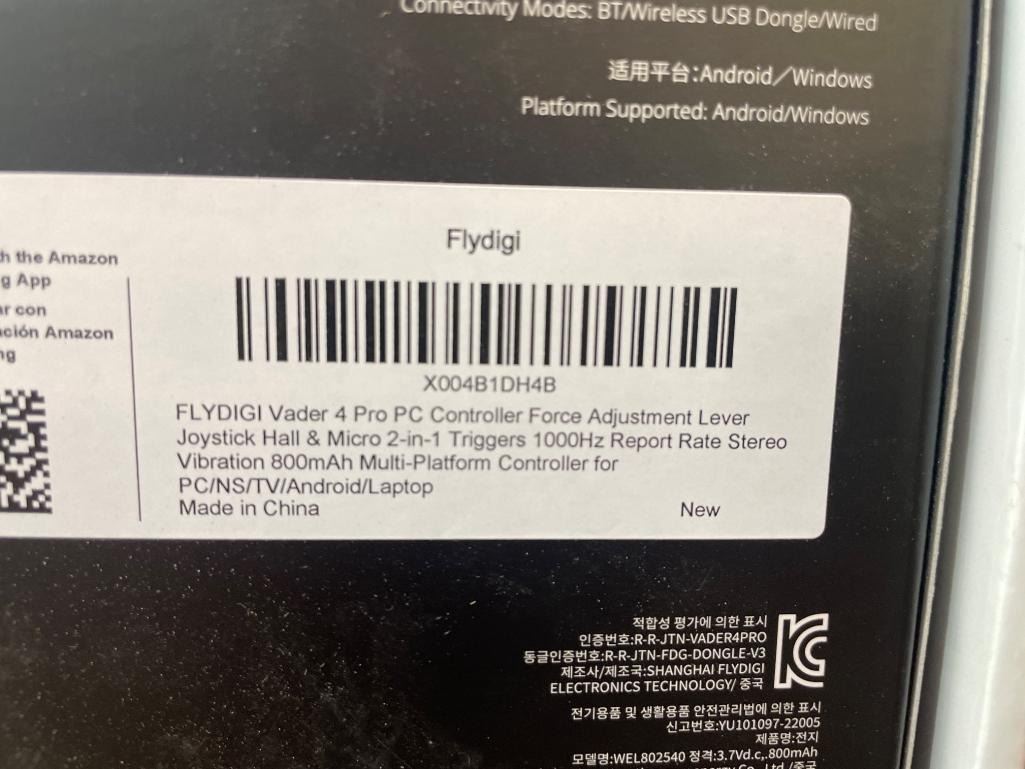 Connectivity Modes: BT/Wireless USB Dongle/Wired
适用平台:Android/Windows
Platform Supported: Android/Windows
the Amazon
App
con
Amazon
Flydigi
X004B1DH4B
FLYDIGI Vader 4 Pro PC Controller Force Adjustment Lever
Joystick Hall & Micro 2-in-1 Triggers 1000Hz Report Rate Stereo
Vibration 800mAh Multi-Platform Controller for
PC/NS/TV/Android/Laptop
Made in China
New
적합성 평가에 의한 표시
인증번호:R-R-JTN-VADER4PRO
동글인증번호:R-R-JTN-FDG-DONGLE-V3
제조사/제조국:SHANGHAI FLYDIGI
ELECTRONICS TECHNOLOGY/ 중국
전기용품 및 생활용품 안전관리법에 의한 표시
신고번호:YU101097-22005
제품명:전지
모델명:WEL802540 정격:3.7Vd.c,.800mAh